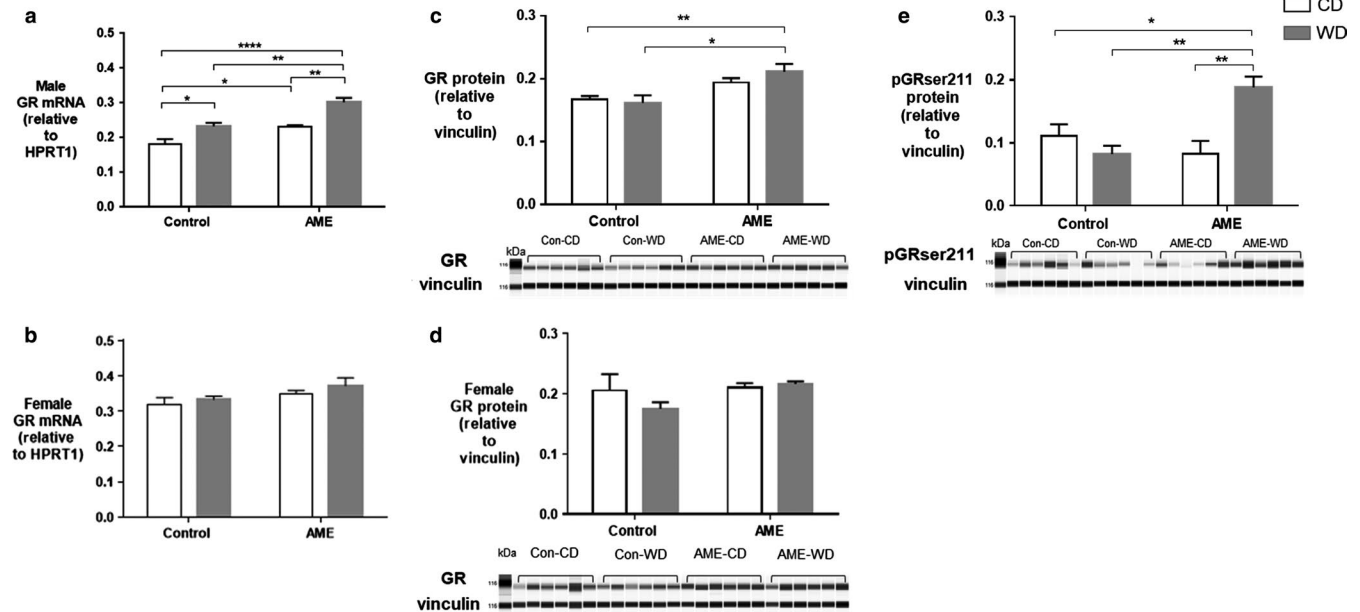 a
Male
GR mRNA
(relative
to
HPRT1)
0.5
0.4
0.3
0.2
0.1
0.0
****
**
*
**
*
Control AME
b
Female
GR mRNA
(relative
to HPRT1)
0.5
0.4
0.3
0.2
0.1
0.0
Control AME
c
GR protein
(relative
to
vinculin)
0.3
0.2
0.1
0.0
**
*
Control AME
kDa Con-CD Con-WD AME-CD AME-WD
GR 116
vinculin 116
d
Female
GR protein
(relative
to
vinculin)
0.3
0.2
0.1
0.0
Control AME
kDa Con-CD Con-WD AME-CD AME-WD
GR 116
vinculin 116
e
pGRser211
protein
(relative
to
vinculin)
0.3
0.2
0.1
0.0
*
**
**
Control AME
kDa Con-CD Con-WD AME-CD AME-WD
pGRser211 116
vinculin 116
CD
WD